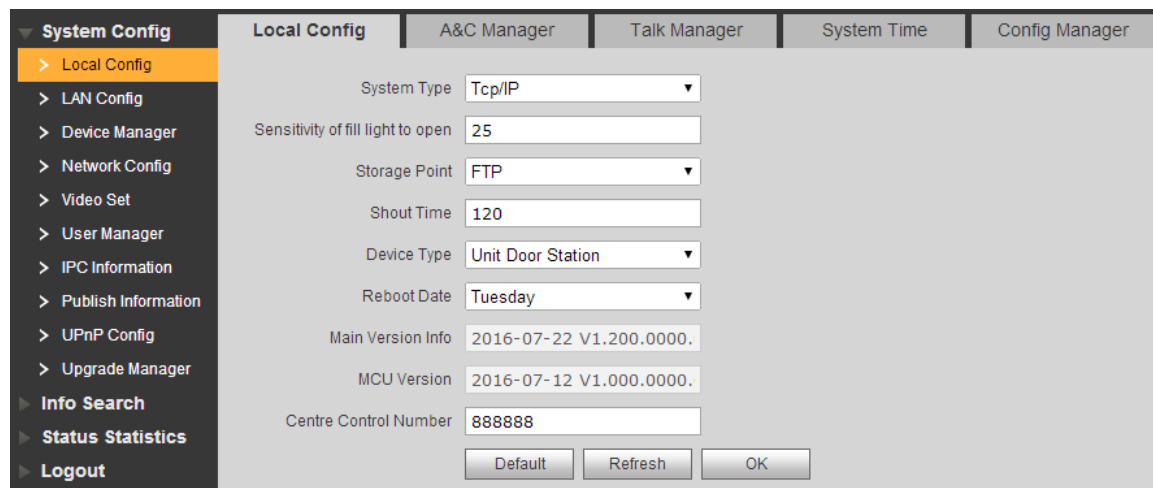 System Config
Local Config
LAN Config
Device Manager
Network Config
Video Set
User Manager
IPC Information
Publish Information
UPnP Config
Upgrade Manager
Info Search
Status Statistics
Logout
Local Config A&C Manager Talk Manager System Time Config Manager
System Type Tcp/IP
Sensitivity of fill light to open 25
Storage Point FTP
Shout Time 120
Device Type Unit Door Station
Reboot Date Tuesday
Main Version Info 2016-07-22 V1.200.0000.
MCU Version 2016-07-12 V1.000.0000.
Centre Control Number 888888
Default Refresh OK